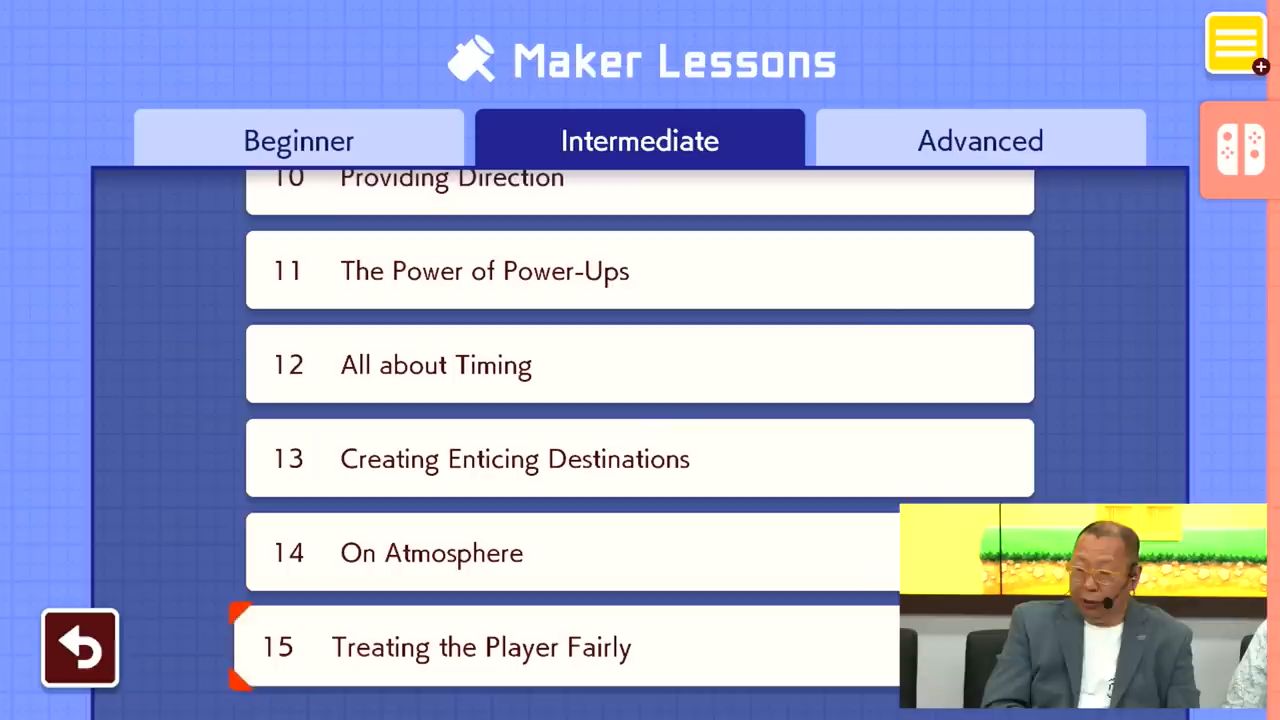 Maker Lessons
Beginner
Intermediate
Advanced
10 Providing Direction
11 The Power of Power-Ups
12 All about Timing
13 Creating Enticing Destinations
14 On Atmosphere
15 Treating the Player Fairly